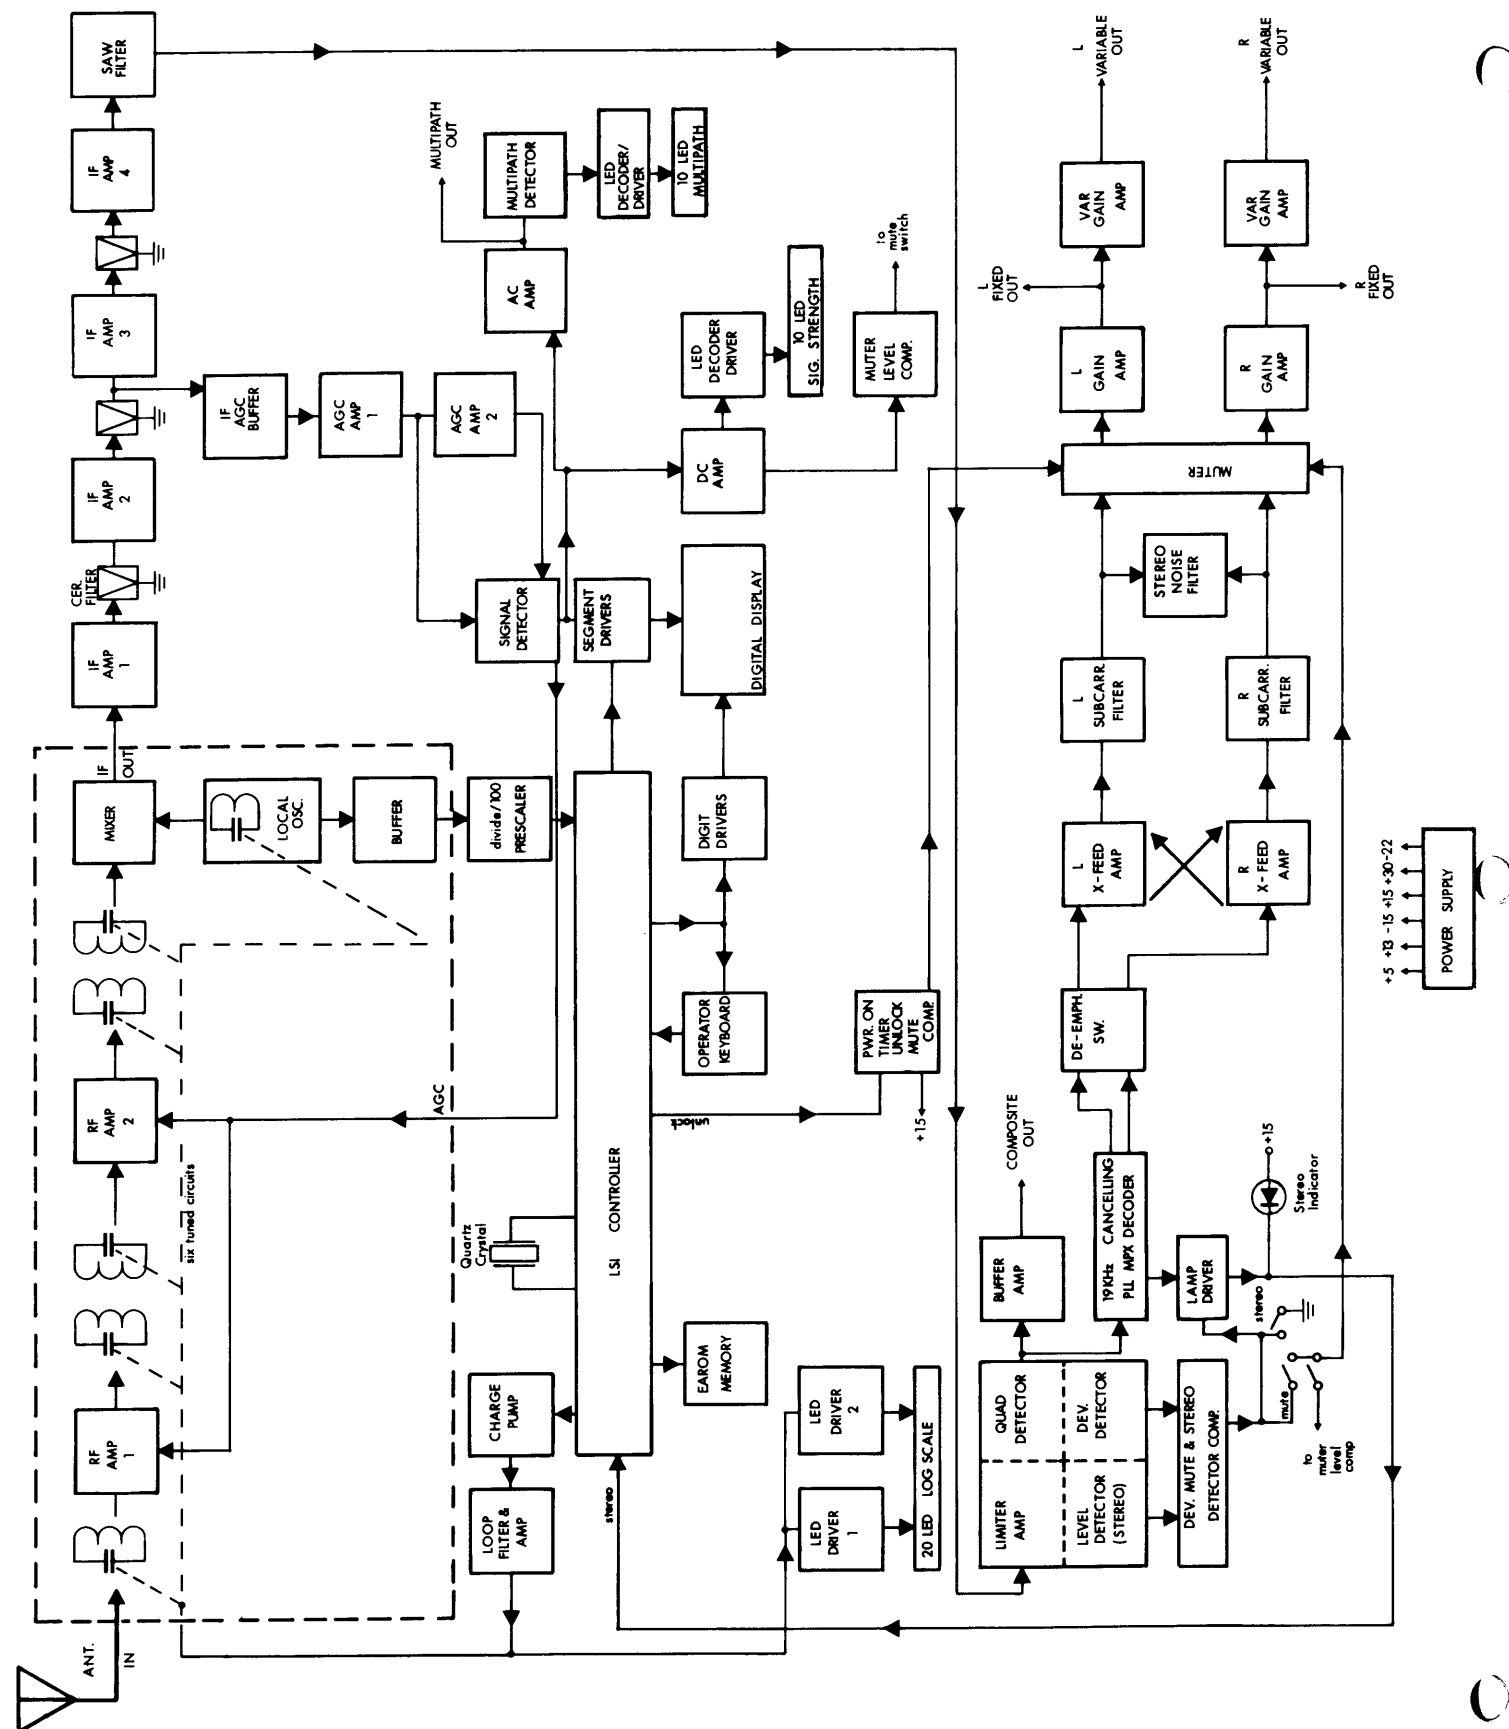 ANT.
IN
RF
AMP
1
RF
AMP
2
MIXER
IF
OUT
IF
AMP
1
CER.
FILTER
IF
AMP
2
IF
AMP
3
IF
AMP
4
SAW
FILTER
six tuned circuits
AGC
LOCAL
OSC.
BUFFER
IF
AGC
BUFFER
AGC
AMP
1
AGC
AMP
2
SIGNAL
DETECTOR
AC
AMP
MULTIPATH
OUT
MULTIPATH
DETECTOR
LED
DECODER/
DRIVER
10 LED
MULTIPATH
LOOP
FILTER &
AMP
CHARGE
PUMP
Quartz
Crystal
divide/100
PRESCALER
SEGMENT
DRIVERS
stereo
LSI CONTROLLER
EAROM
MEMORY
unlock
OPERATOR
KEYBOARD
DIGIT
DRIVERS
DIGITAL DISPLAY
DC
AMP
LED
DECODER
DRIVER
10 LED
SIG. STRENGTH
MUTER
LEVEL
COMP.
to
mute
switch
LED
DRIVER
1
LED
DRIVER
2
20 LED LOG SCALE
PWR. ON
TIMER
UNLOCK
MUTE
COMP.
+15
LIMITER
AMP
QUAD
DETECTOR
LEVEL
DETECTOR
(STEREO)
DEV.
DETECTOR
DEV. MUTE & STEREO
DETECTOR COMP.
BUFFER
AMP
COMPOSITE
OUT
19KHz CANCELLING
PLL MPX DECODER
LAMP
DRIVER
stereo
Stereo
Indicator
+15
mute
to
muter
level
comp
DE-EMPH.
SW.
L
X-FEED
AMP
R
X-FEED
AMP
L
SUBCARR.
FILTER
R
SUBCARR.
FILTER
STEREO
NOISE
FILTER
MUTER
L
GAIN
AMP
R
GAIN
AMP
L
FIXED
OUT
R
FIXED
OUT
VAR
GAIN
AMP
VAR
GAIN
AMP
L
VARIABLE
OUT
R
VARIABLE
OUT
+5 +13 -15 +15 +30 -22
POWER SUPPLY